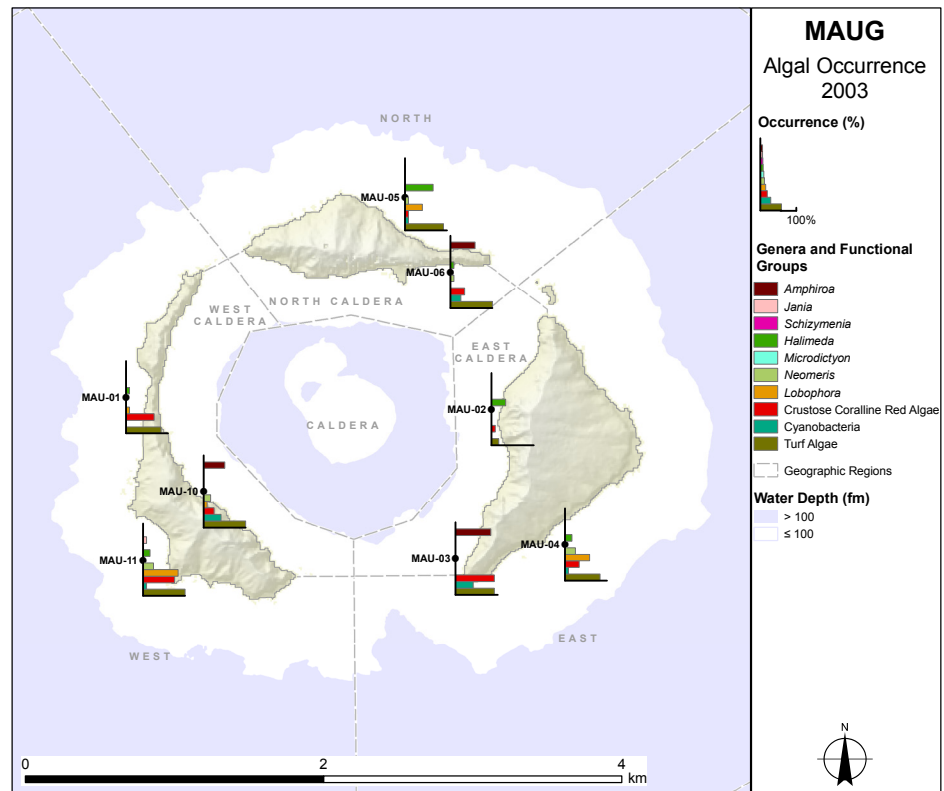 MAUG
Algal Occurrence
2003
Occurrence (%)
100%
Genera and Functional
Groups
Amphiroa
Jania
Schizymenia
Halimeda
Microdictyon
Neomeris
Lobophora
Crustose Coralline Red Algae
Cyanobacteria
Turf Algae
Geographic Regions
Water Depth (fm)
> 100
≤ 100
N
NORTH
MAU-05
MAU-06
NORTH CALDERA
WEST
CALDERA
EAST
CALDERA
MAU-01
MAU-02
CALDERA
MAU-10
MAU-11
MAU-03
MAU-04
WEST
EAST
0 2 4
km